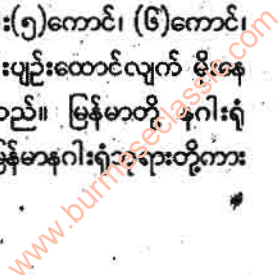 း(၅)ကောင်၊ (၆)ကောင်၊
းပျဉ်းထောင်လျက် မိုးနေ
သည်။ မြန်မာတို့ နဂါးရုံ
မြန်မာနဂါးရုံဘုရားတို့ကား
www.burmeseclassic.com